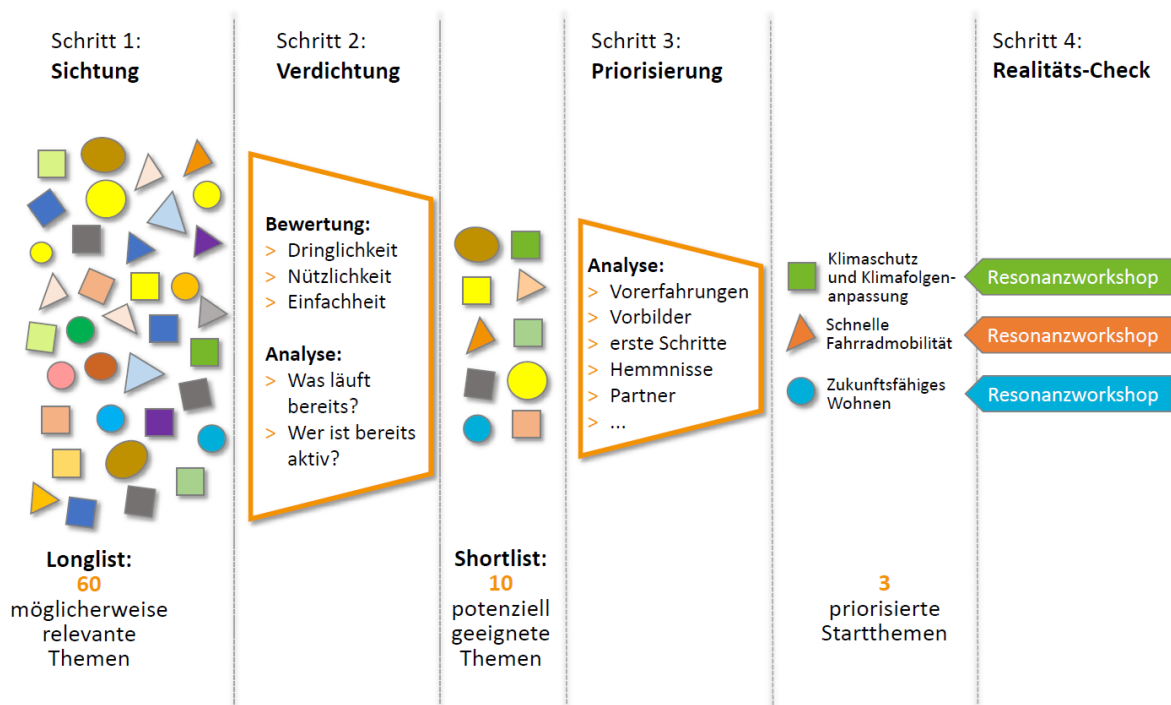 Schritt 1:
Sichtung
Schritt 2:
Verdichtung
Schritt 3:
Priorisierung
Schritt 4:
Realitäts-Check
Bewertung:
> Dringlichkeit
> Nützlichkeit
> Einfachheit
Analyse:
> Was läuft
bereits?
> Wer ist bereits
aktiv?
Analyse:
> Vorerfahrungen
> Vorbilder
> erste Schritte
> Hemmnisse
> Partner
> ...
Klimaschutz
und Klimafolgen-
anpassung
Resonanzworkshop
Schnelle
Fahrradmobilität
Resonanzworkshop
Zukunftsfähiges
Wohnen
Resonanzworkshop
Longlist:
60
möglicherweise
relevante
Themen
Shortlist:
10
potenziell
geeignete
Themen
3
priorisierte
Startthemen